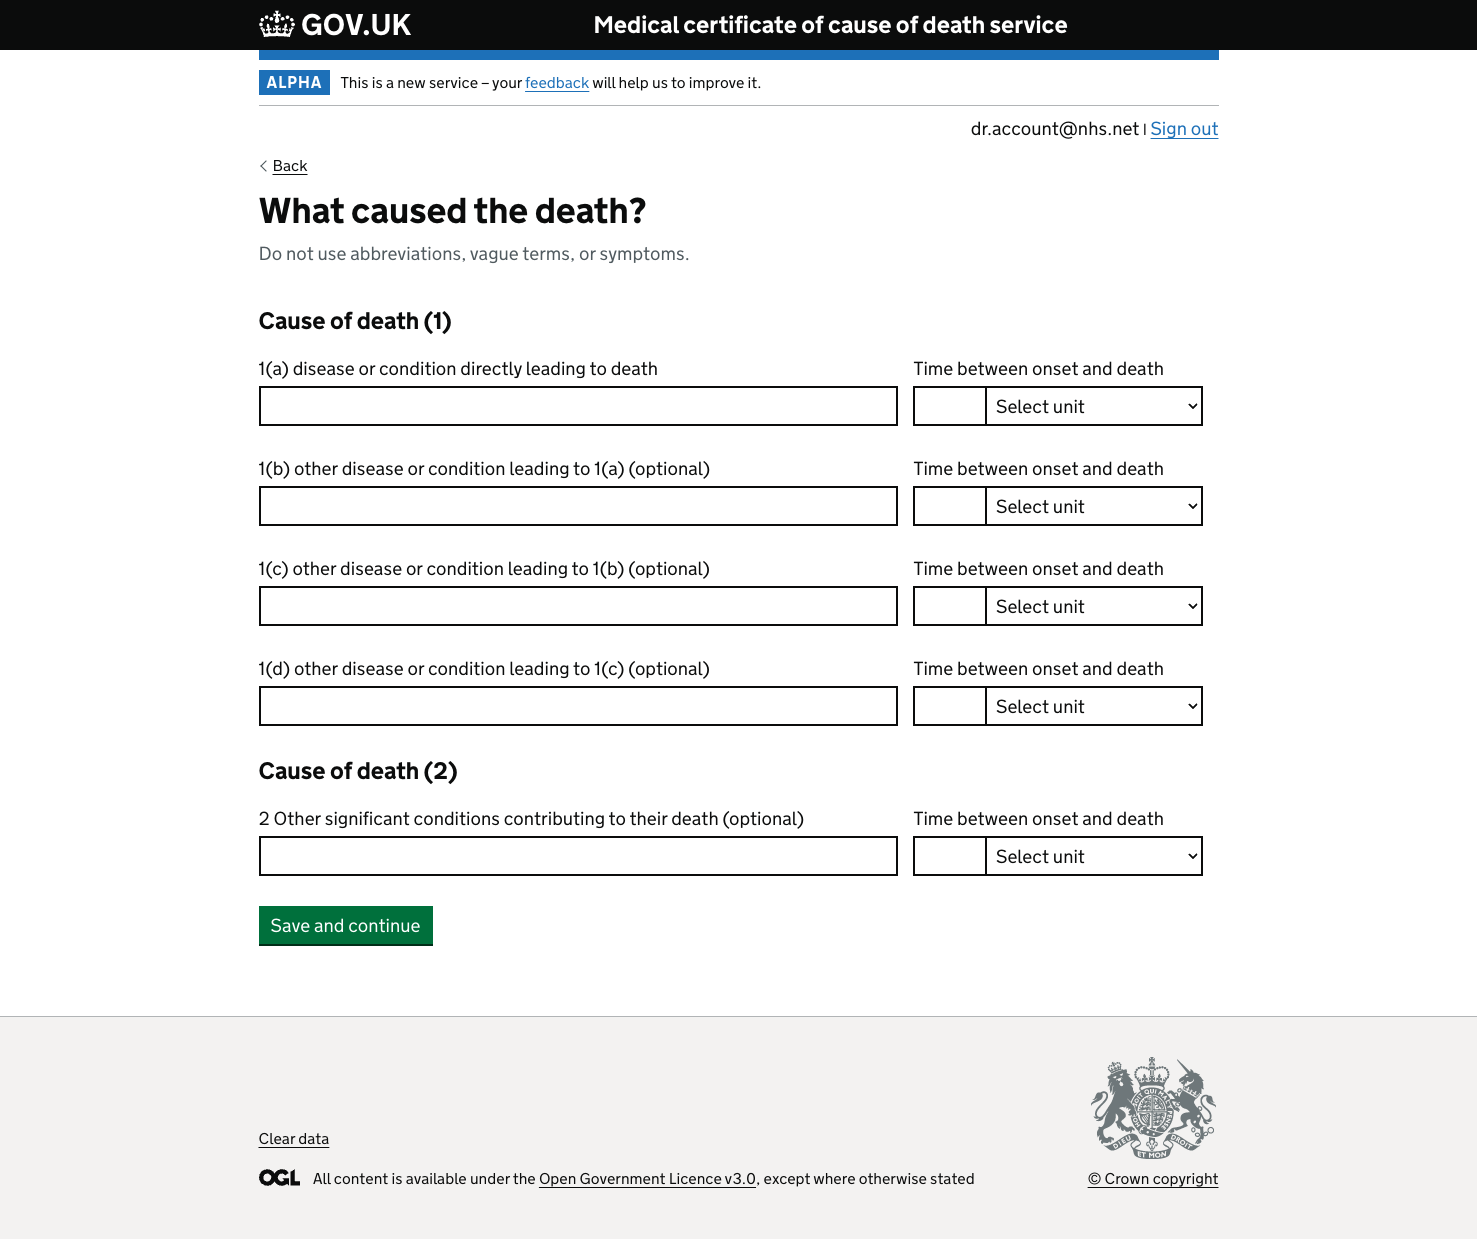 GOV.UK
Medical certificate of cause of death service
ALPHA This is a new service – your feedback will help us to improve it.
dr.account@nhs.net | Sign out
Back
What caused the death?
Do not use abbreviations, vague terms, or symptoms.
Cause of death (1)
1(a) disease or condition directly leading to death
Time between onset and death
Select unit
1(b) other disease or condition leading to 1(a) (optional)
Time between onset and death
Select unit
1(c) other disease or condition leading to 1(b) (optional)
Time between onset and death
Select unit
1(d) other disease or condition leading to 1(c) (optional)
Time between onset and death
Select unit
Cause of death (2)
2 Other significant conditions contributing to their death (optional)
Time between onset and death
Select unit
Save and continue
Clear data
OGL All content is available under the Open Government Licence v3.0, except where otherwise stated
DIEU ET MON DROIT
© Crown copyright